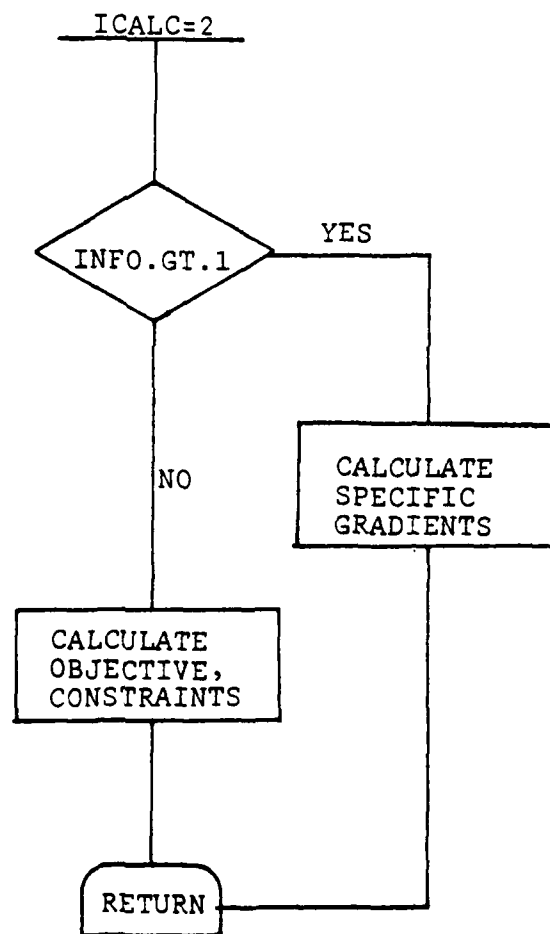 ICALC=2
INFO.GT.1
YES
NO
CALCULATE
SPECIFIC
GRADIENTS
CALCULATE
OBJECTIVE,
CONSTRAINTS
RETURN